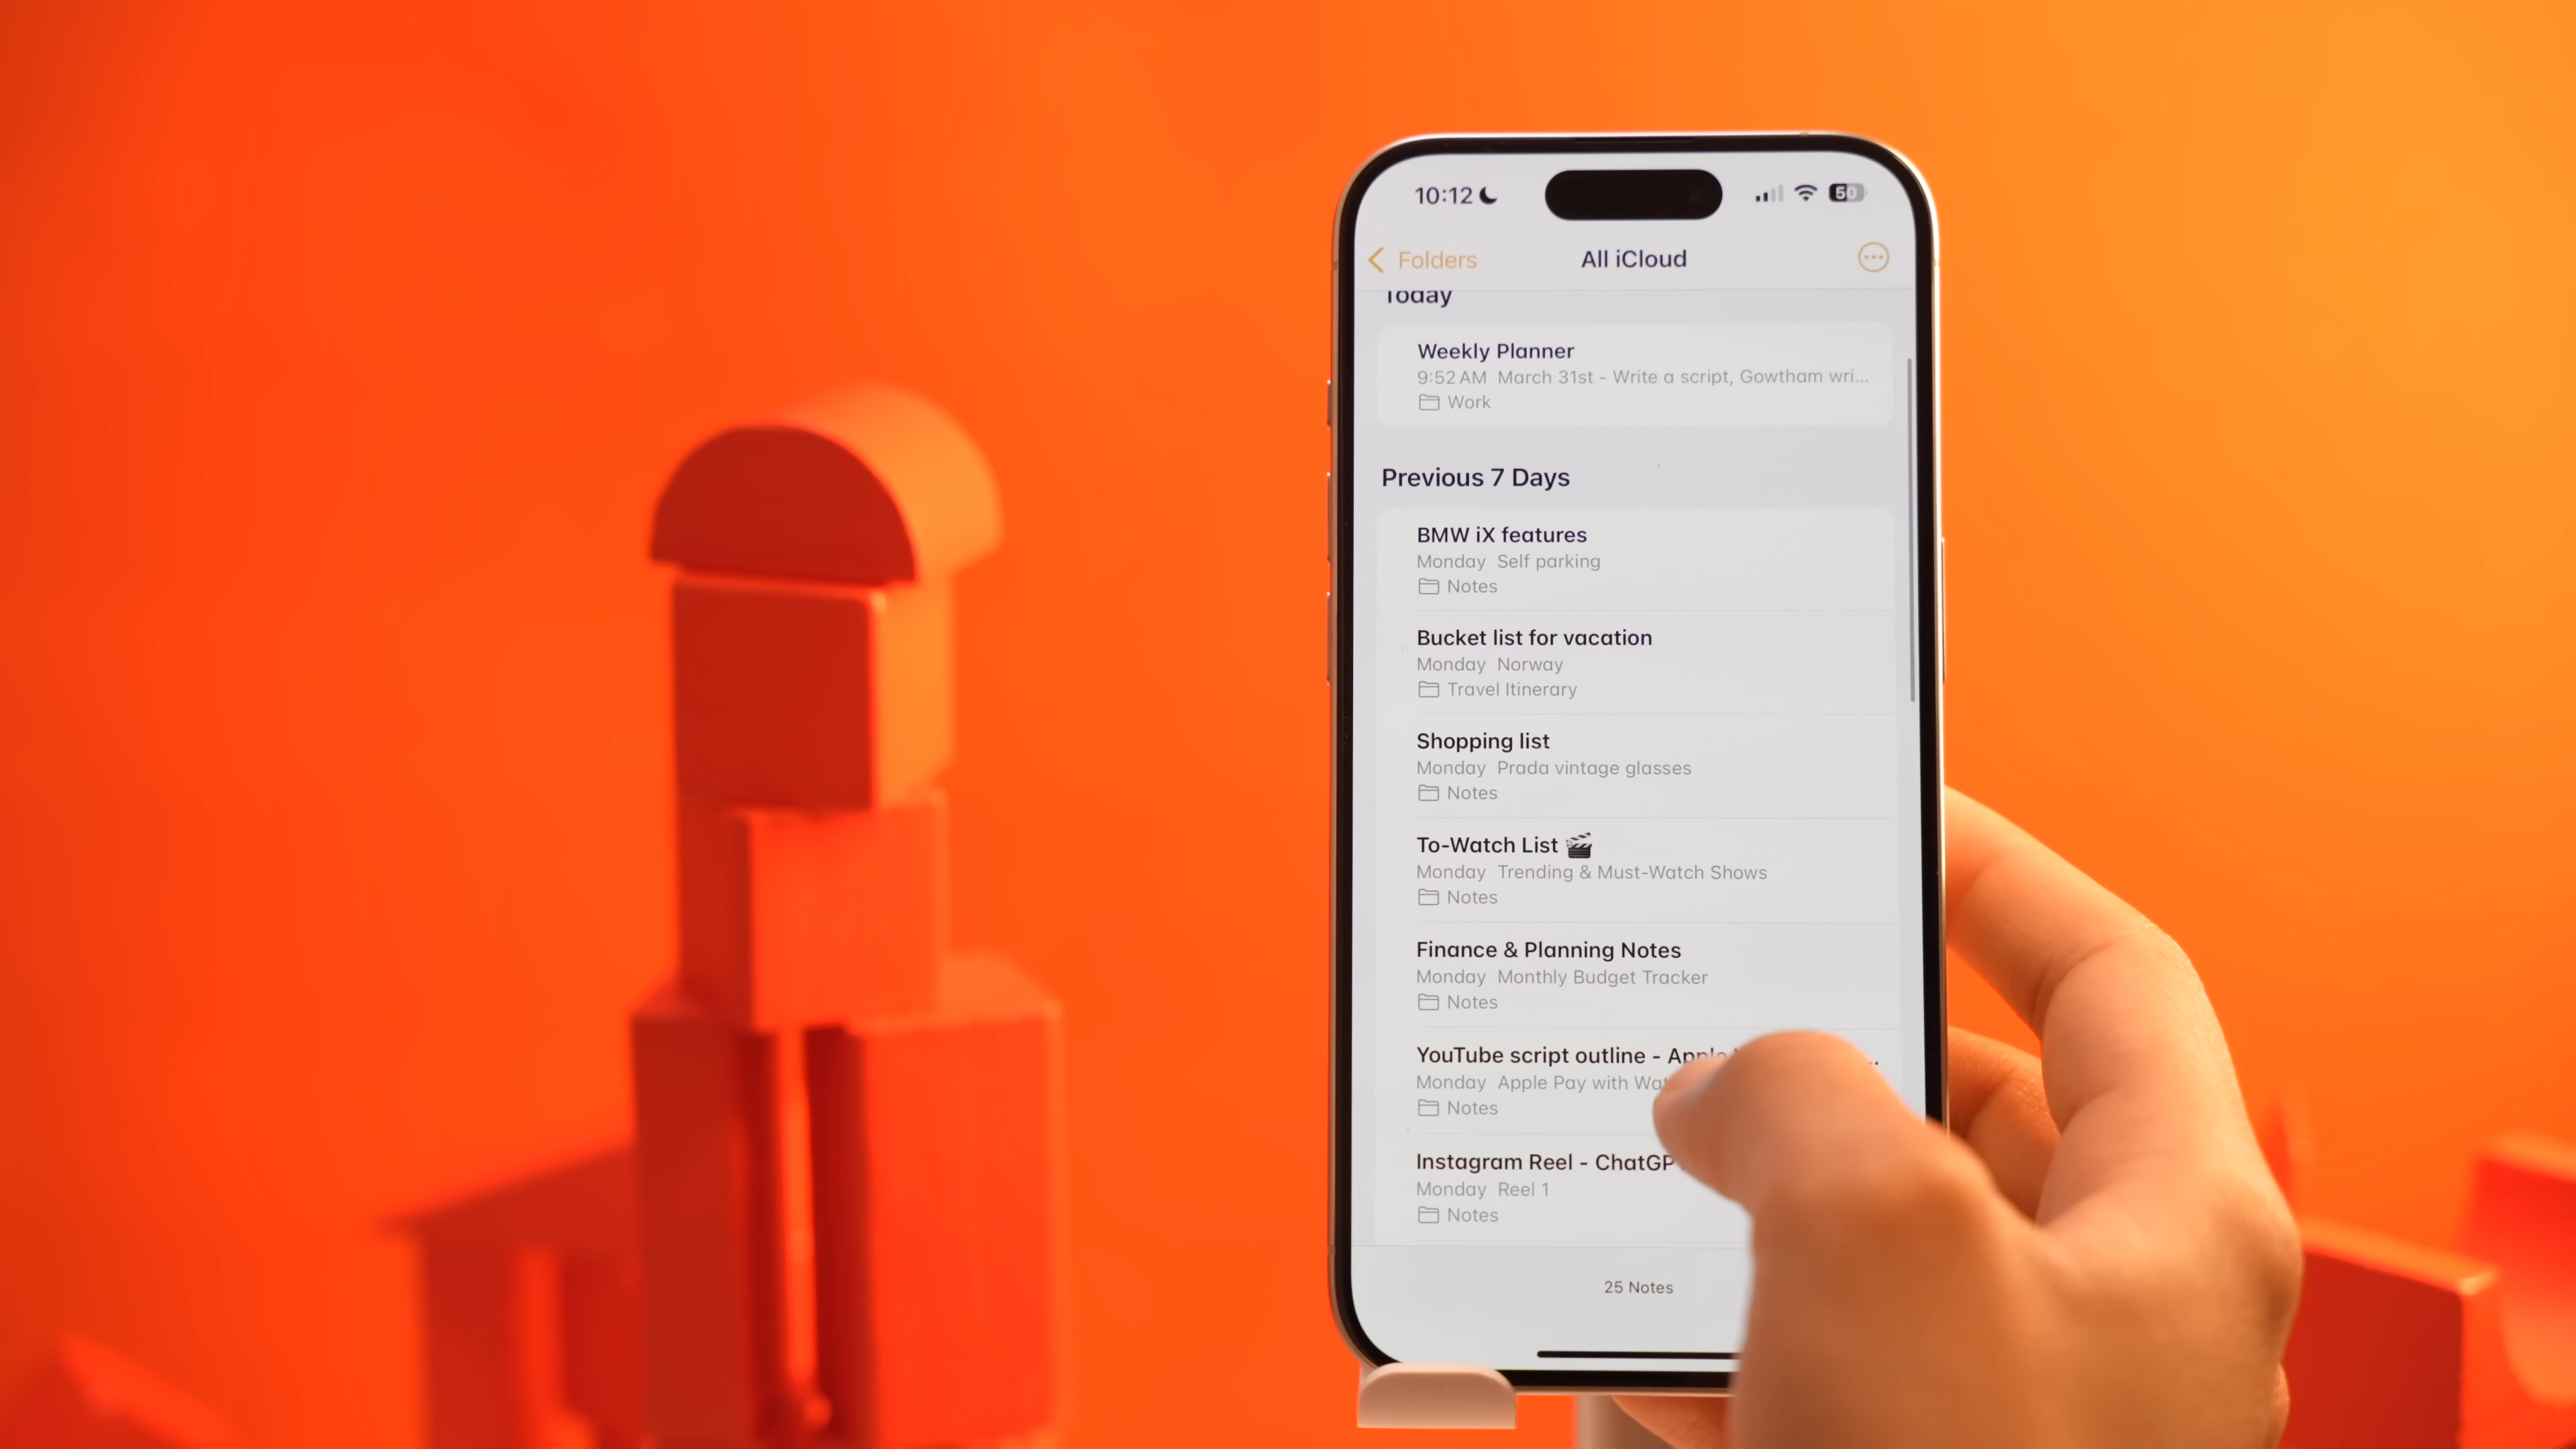 10:12
50
Folders
All iCloud
Today
Weekly Planner
9:52 AM March 31st - Write a script, Gowtham wri...
Work
Previous 7 Days
BMW iX features
Monday Self parking
Notes
Bucket list for vacation
Monday Norway
Travel Itinerary
Shopping list
Monday Prada vintage glasses
Notes
To-Watch List 🎬
Monday Trending & Must-Watch Shows
Notes
Finance & Planning Notes
Monday Monthly Budget Tracker
Notes
YouTube script outline -
Monday Apple Pay with
Notes
Instagram Reel -
Monday Reel 1
Notes
25 Notes